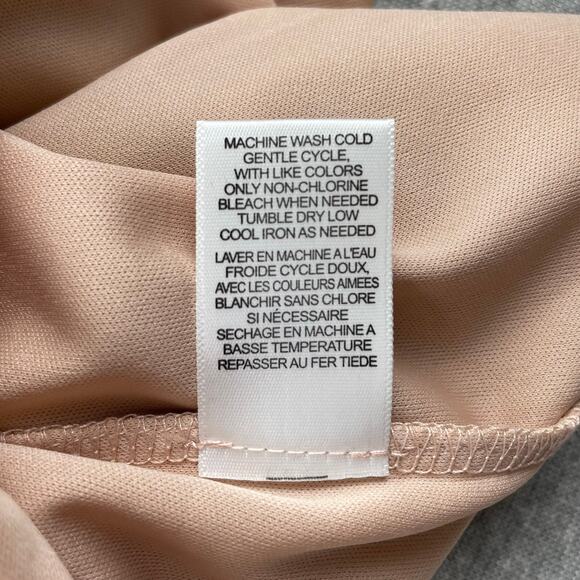 MACHINE WASH COLD
GENTLE CYCLE,
WITH LIKE COLORS
ONLY NON-CHLORINE
BLEACH WHEN NEEDED
TUMBLE DRY LOW
COOL IRON AS NEEDED
LAVER EN MACHINE A L'EAU
FROIDE CYCLE DOUX,
AVEC LES COULEURS AIMEES
BLANCHIR SANS CHLORE
SI NÉCESSAIRE
SECHAGE EN MACHINE A
BASSE TEMPERATURE
REPASSER AU FER TIEDE